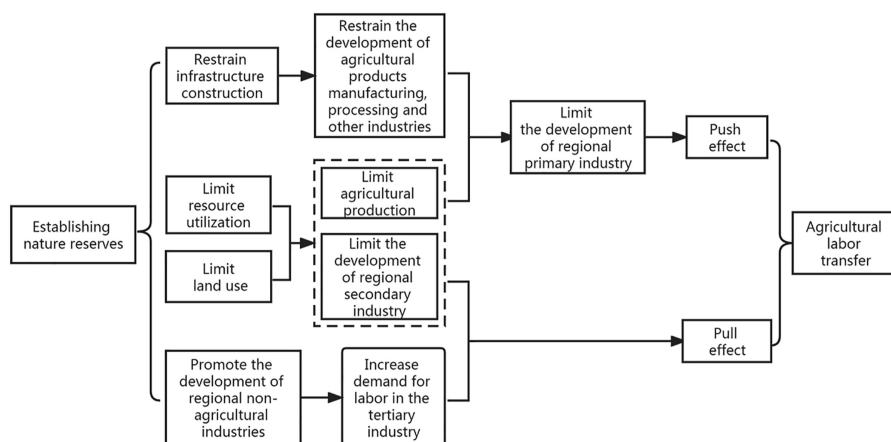 Establishing
nature reserves
Restrain
infrastructure
construction
Restrain the
development of
agricultural
products
manufacturing,
processing and
other industries
Limit
resource
utilization
Limit
land use
Limit
agricultural
production
Limit the
development
of regional
secondary
industry
Promote the
development of
regional non-
agricultural
industries
Increase
demand for
labor in the
tertiary
industry
Limit
the development
of regional
primary industry
Push
effect
Pull
effect
Agricultural
labor
transfer